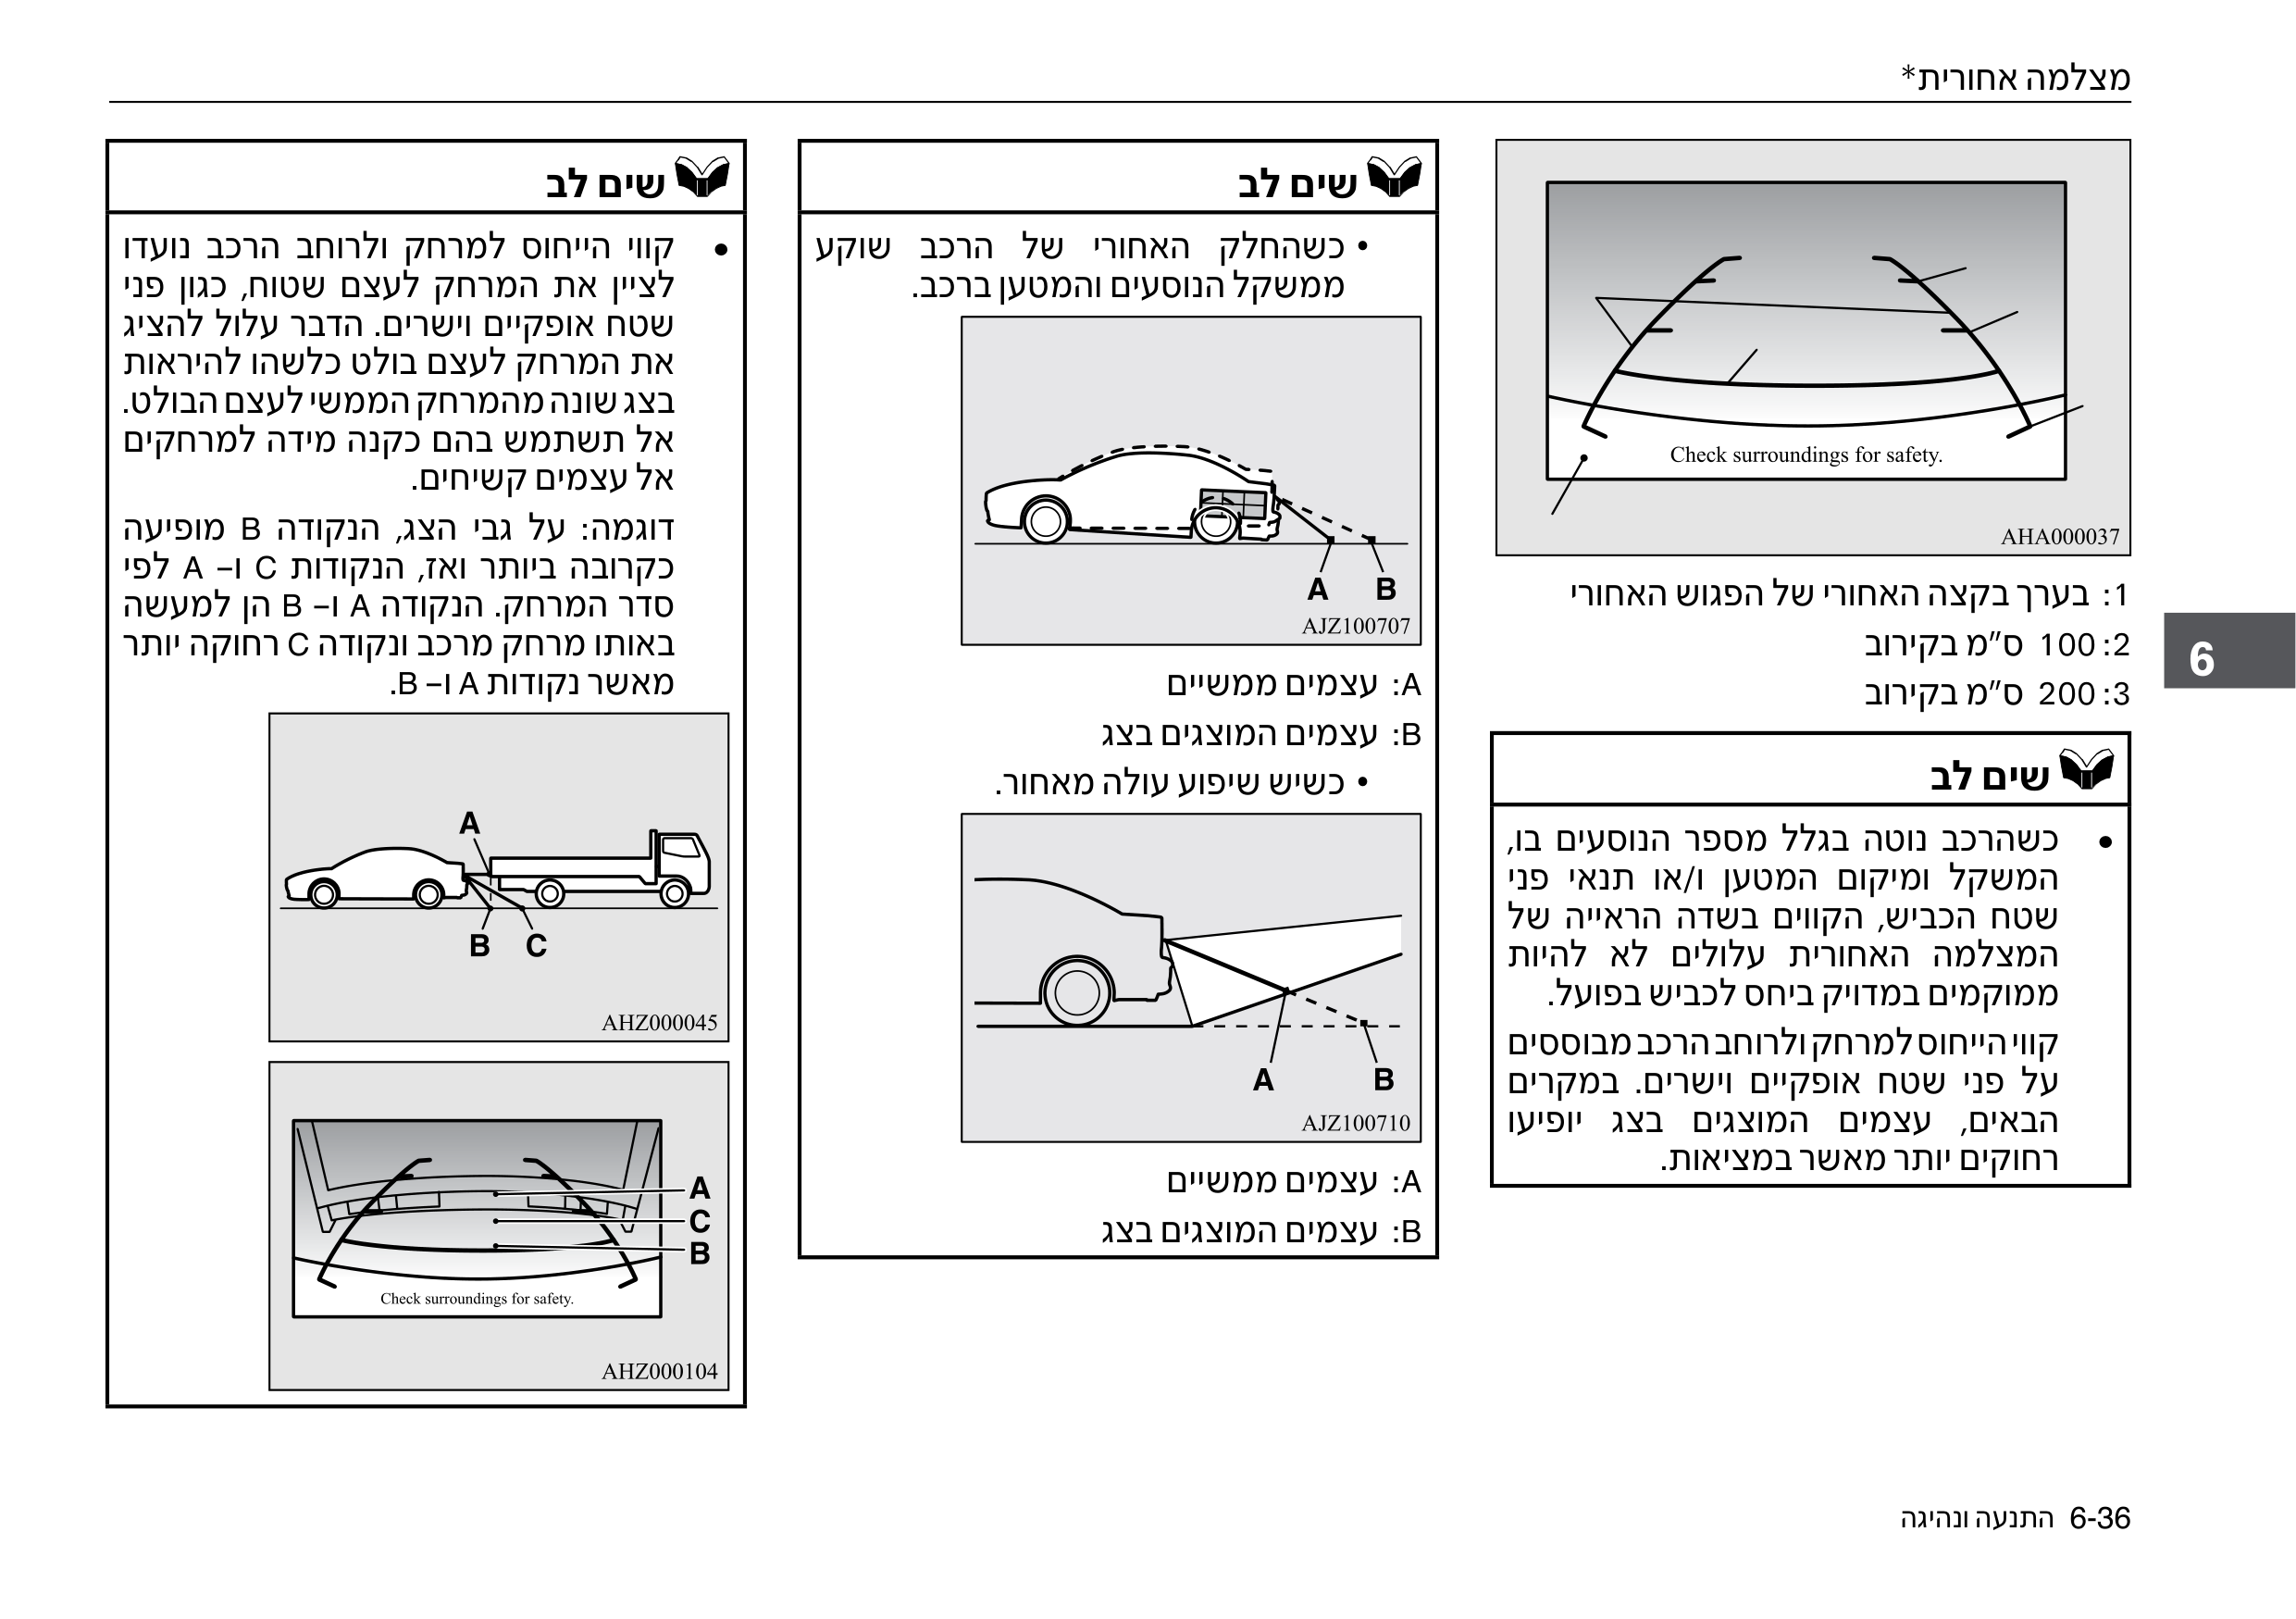 מצלמה אחורית*
Check surroundings for safety.
AHA000037
1: בערך בקצה האחורי של הפגוש האחורי
2: 100 ס״מ בקירוב
3: 200 ס״מ בקירוב
שים לב
• כשהרכב נוטה בגלל מספר הנוסעים בו,
המשקל ומיקום המטען ו/או תנאי פני
שטח הכביש, הקווים בשדה הראייה של
המצלמה האחורית עלולים לא להיות
ממוקמים במדויק ביחס לכביש בפועל.
קווי הייחוס למרחק ולרוחב הרכב מבוססים
על פני שטח אופקיים וישרים. במקרים
הבאים, עצמים המוצגים בצג יופיעו
רחוקים יותר מאשר במציאות.
שים לב
• כשהחלק האחורי של הרכב שוקע
ממשקל הנוסעים והמטען ברכב.
A B
AJZ100707
A: עצמים ממשיים
B: עצמים המוצגים בצג
• כשיש שיפוע עולה מאחור.
A B
AJZ100710
A: עצמים ממשיים
B: עצמים המוצגים בצג
שים לב
• קווי הייחוס למרחק ולרוחב הרכב נועדו
לציין את המרחק לעצם שטוח, כגון פני
שטח אופקיים וישרים. הדבר עלול להציג
את המרחק לעצם בולט כלשהו להיראות
בצג שונה מהמרחק הממשי לעצם הבולט.
אל תשתמש בהם כקנה מידה למרחקים
אל עצמים קשיחים.
דוגמה: על גבי הצג, הנקודה B מופיעה
כקרובה ביותר ואז, הנקודות C ו– A לפי
סדר המרחק. הנקודה A ו– B הן למעשה
באותו מרחק מרכב ונקודה C רחוקה יותר
מאשר נקודות A ו– B.
A
B C
AHZ000045
A
C
B
Check surroundings for safety.
AHZ000104
6
6-36 התנעה ונהיגה